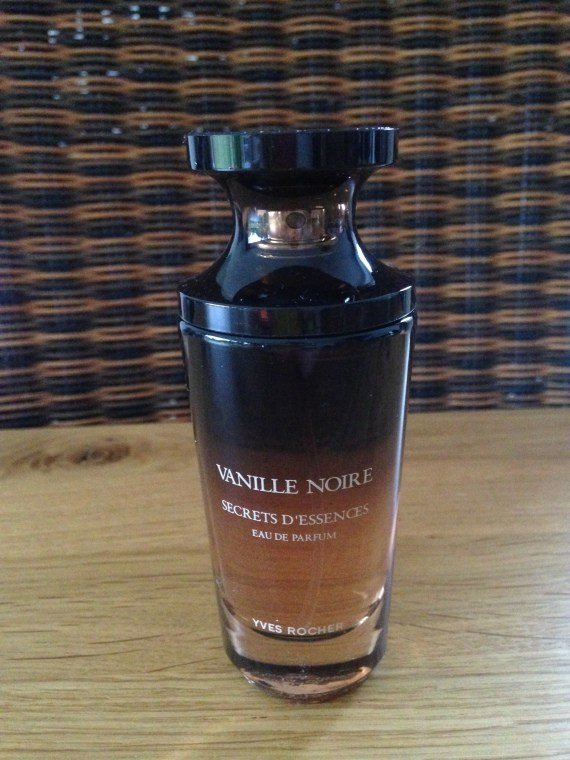 VANILLE NOIRE
SECRETS D'ESSENCES
EAU DE PARFUM
YVES ROCHER